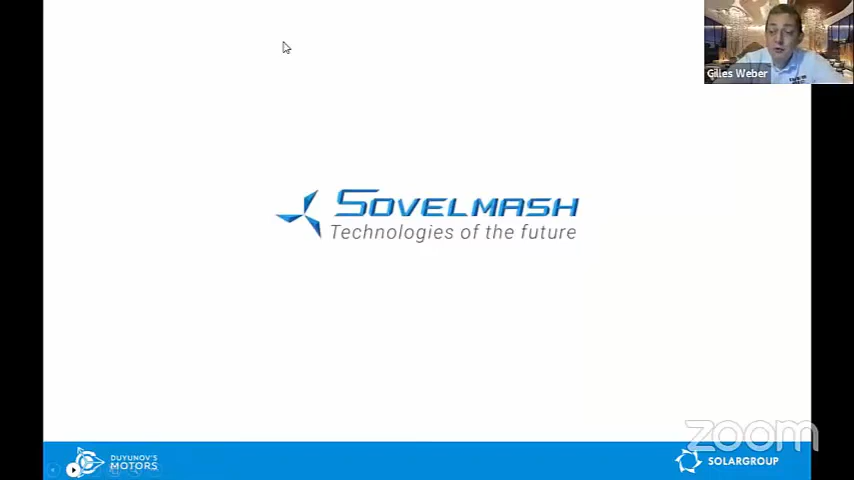 Gilles Weber
SOVELMASH
Technologies of the future
DUYUNOV'S
MOTORS
zoom
SOLARGROUP